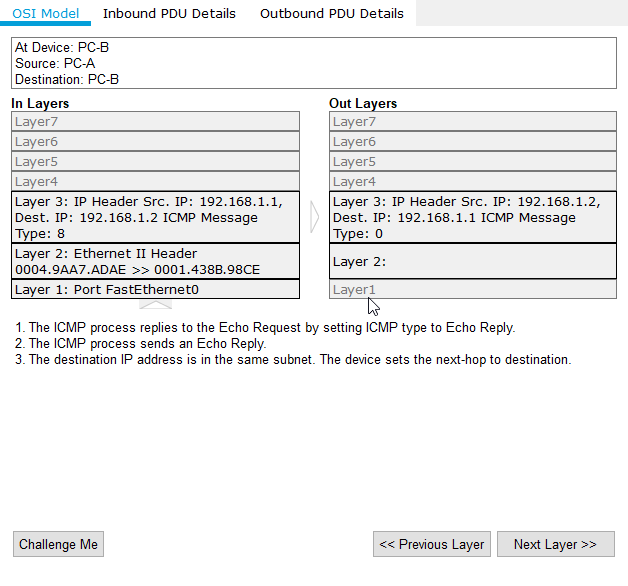 OSI Model Inbound PDU Details Outbound PDU Details
At Device: PC-B
Source: PC-A
Destination: PC-B
In Layers
Layer7
Layer6
Layer5
Layer4
Layer 3: IP Header Src. IP: 192.168.1.1,
Dest. IP: 192.168.1.2 ICMP Message
Type: 8
Layer 2: Ethernet II Header
0004.9AA7.ADAE >> 0001.438B.98CE
Layer 1: Port FastEthernet0
Out Layers
Layer7
Layer6
Layer5
Layer4
Layer 3: IP Header Src. IP: 192.168.1.2,
Dest. IP: 192.168.1.1 ICMP Message
Type: 0
Layer 2:
Layer1
1. The ICMP process replies to the Echo Request by setting ICMP type to Echo Reply.
2. The ICMP process sends an Echo Reply.
3. The destination IP address is in the same subnet. The device sets the next-hop to destination.
Challenge Me << Previous Layer Next Layer >>